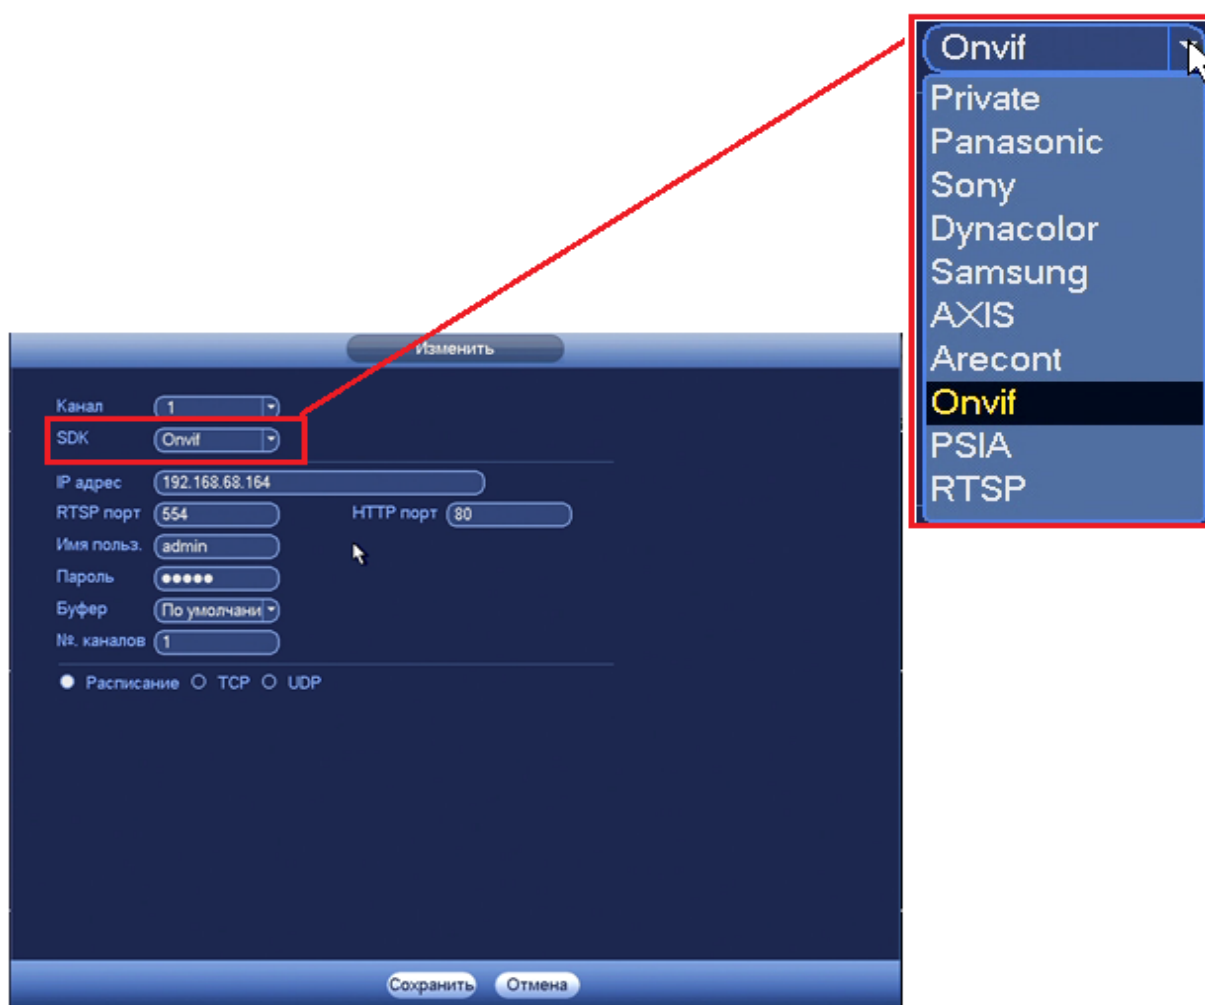 Onvif
Private
Panasonic
Sony
Dynacolor
Samsung
AXIS
Arecont
Onvif
PSIA
RTSP
Изменить
Канал 1
SDK Onvif
IP адрес 192.168.68.164
RTSP порт 554 HTTP порт 80
Имя польз. admin
Пароль •••••
Буфер По умолчани
№. каналов 1
Расписание TCP UDP
Сохранить Отмена